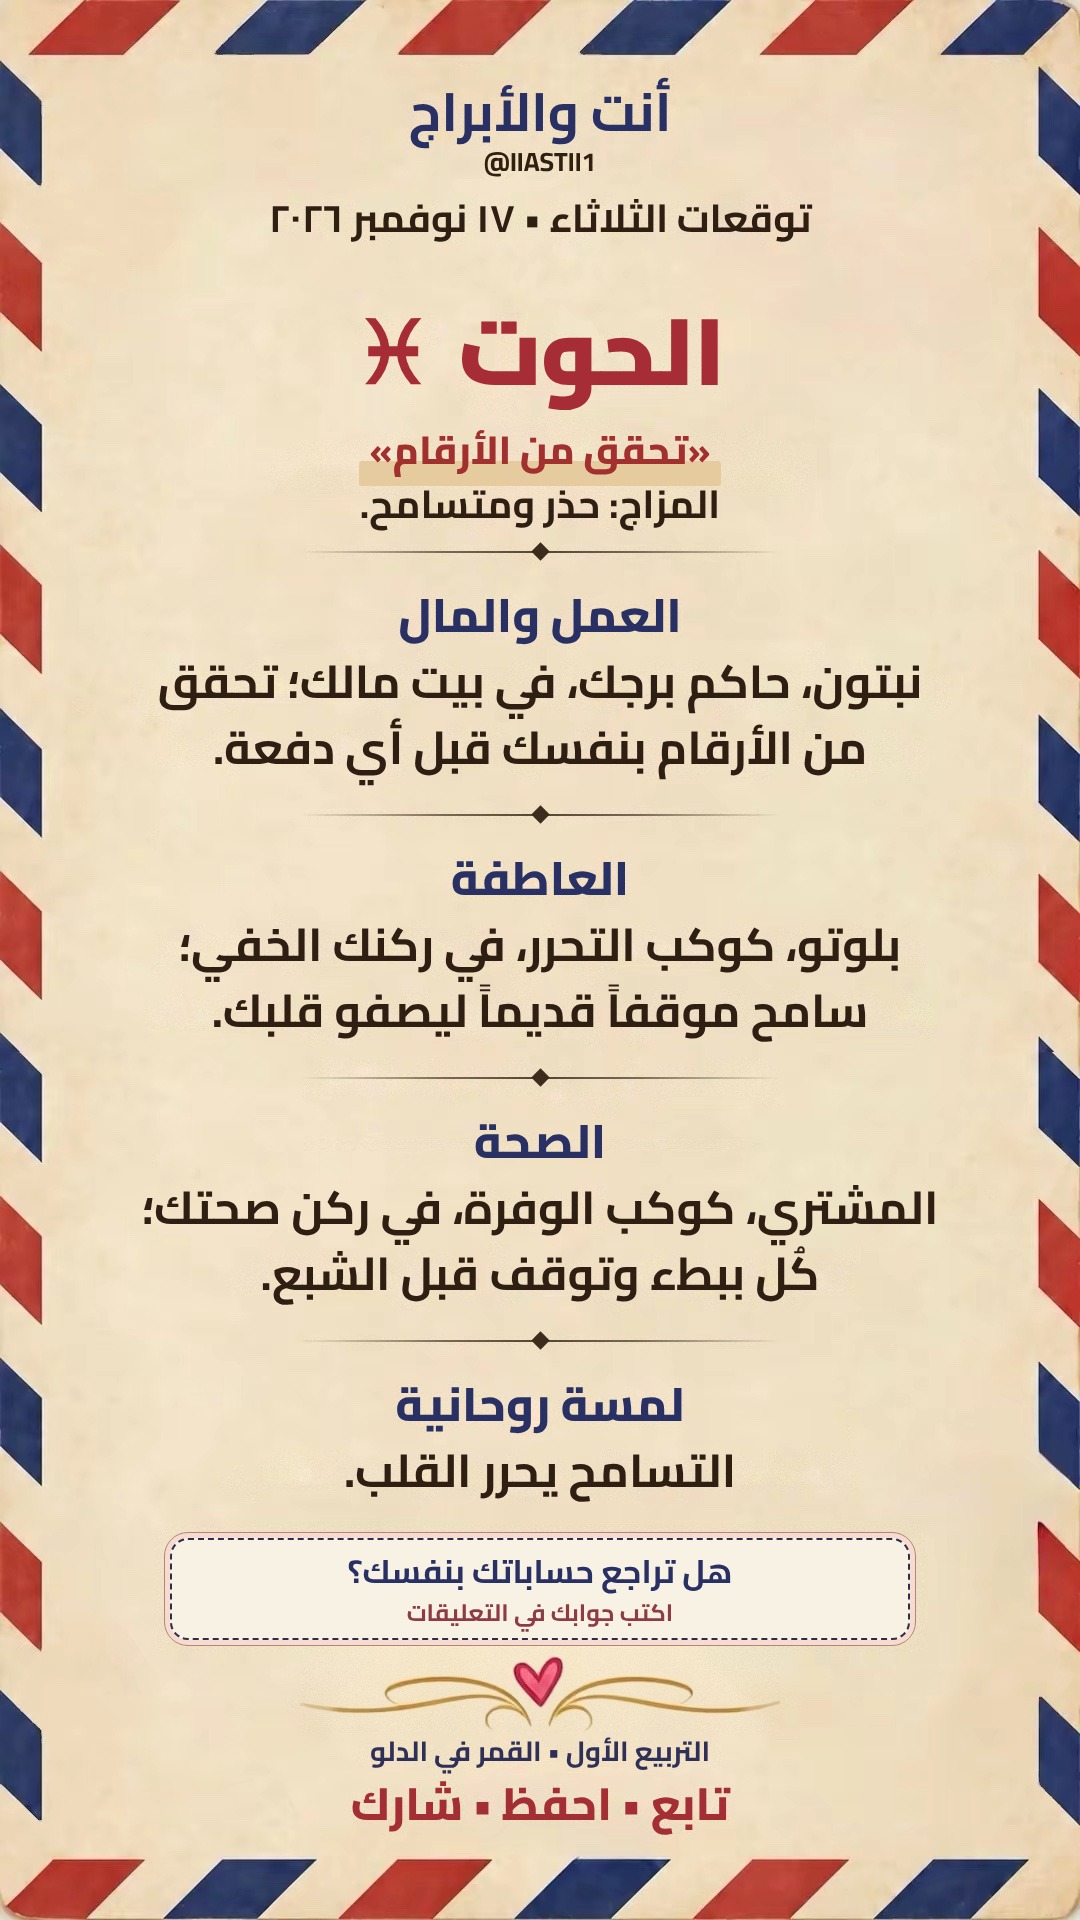 أنت والأبراج
@IIASTII1
توقعات الثلاثاء ▪ ١٧ نوفمبر ٢٠٢٦
الحوت ♓
«تحقق من الأرقام»
المزاج: حذر ومتسامح.
العمل والمال
نبتون، حاكم برجك، في بيت مالك؛ تحقق
من الأرقام بنفسك قبل أي دفعة.
العاطفة
بلوتو، كوكب التحرر، في ركنك الخفي؛
سامح موقفاً قديماً ليصفو قلبك.
الصحة
المشتري، كوكب الوفرة، في ركن صحتك؛
كُل ببطء وتوقف قبل الشبع.
لمسة روحانية
التسامح يحرر القلب.
هل تراجع حساباتك بنفسك؟
اكتب جوابك في التعليقات
التربيع الأول ▪ القمر في الدلو
تابع ▪ احفظ ▪ شارك